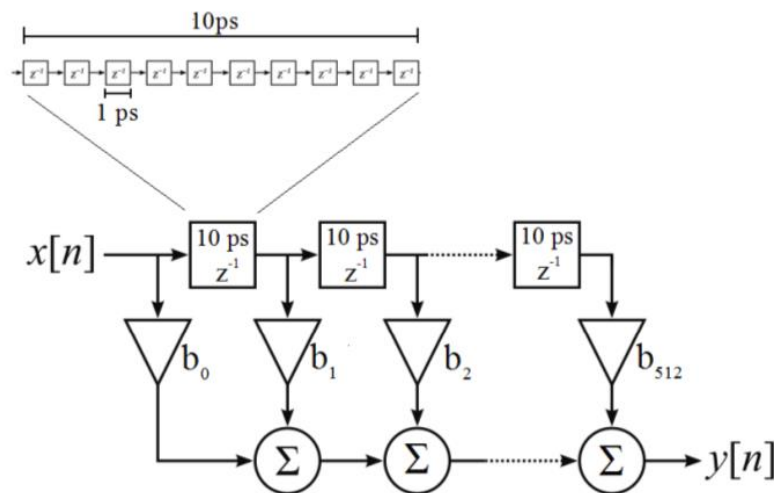 10ps
z⁻¹ z⁻¹ z⁻¹ z⁻¹ z⁻¹ z⁻¹ z⁻¹ z⁻¹ z⁻¹ z⁻¹
1 ps
x[n]
10 ps
z⁻¹
10 ps
z⁻¹
10 ps
z⁻¹
b₀
b₁
b₂
b₅₁₂
Σ Σ Σ
y[n]